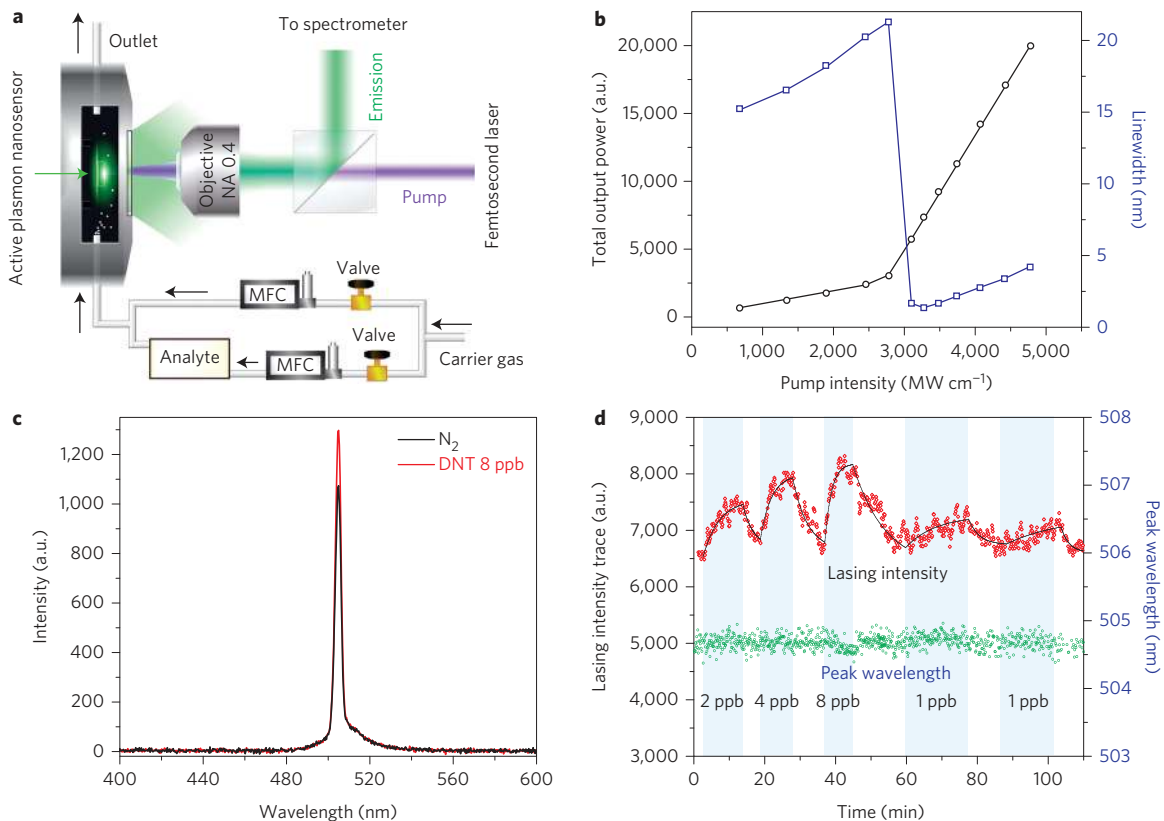 a
To spectrometer
Outlet
Active plasmon nanosensor
Emission
Objective
NA 0.4
Pump
Femtosecond laser
Valve
MFC
Valve
Analyte
MFC
Carrier gas
b
20,000
15,000
10,000
5,000
0
Total output power (a.u.)
20
15
10
5
0
Linewidth (nm)
0
1,000
2,000
3,000
4,000
5,000
Pump intensity (MW cm⁻¹)
c
N₂
DNT 8 ppb
1,200
1,000
800
600
400
200
0
Intensity (a.u.)
400
440
480
520
560
600
Wavelength (nm)
d
9,000
8,000
7,000
6,000
5,000
4,000
3,000
Lasing intensity trace (a.u.)
508
507
506
505
504
503
Peak wavelength (nm)
Lasing intensity
Peak wavelength
2 ppb
4 ppb
8 ppb
1 ppb
1 ppb
0
20
40
60
80
100
Time (min)